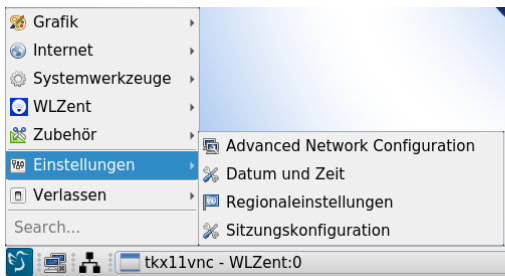 Grafik
Internet
Systemwerkzeuge
WLZent
Zubehör
Einstellungen
Verlassen
Search...
Advanced Network Configuration
Datum und Zeit
Regionaleinstellungen
Sitzungskonfiguration
tkx11vnc - WLZent:0